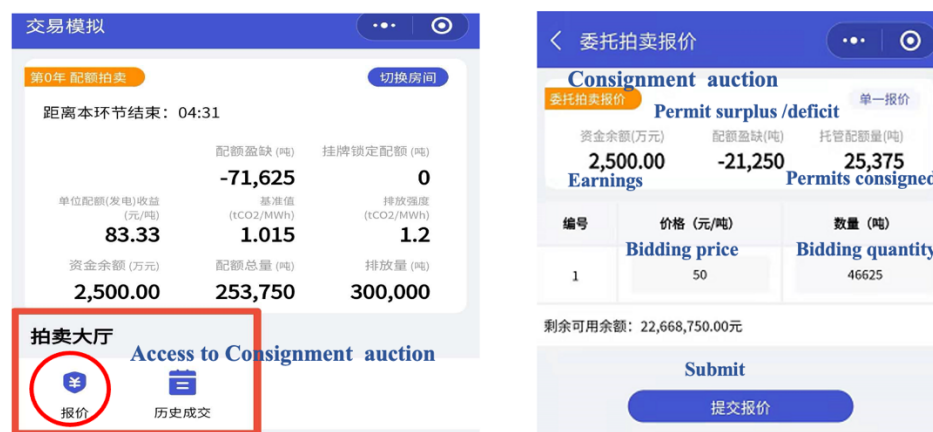 交易模拟
第0年 配额拍卖
切换房间
距离本环节结束：04:31
配额盈缺 (吨) 挂牌锁定配额 (吨)
-71,625 0
单位配额(发电)收益 (元/吨) 基准值 (tCO2/MWh) 排放强度 (tCO2/MWh)
83.33 1.015 1.2
资金余额 (万元) 配额总量 (吨) 排放量 (吨)
2,500.00 253,750 300,000
拍卖大厅
Access to Consignment auction
报价 历史成交
委托拍卖报价
Consignment auction
委托拍卖报价
单一报价
Permit surplus /deficit
资金余额(万元) 配额盈缺(吨) 托管配额量(吨)
2,500.00 -21,250 25,375
Earnings Permits consigned
编号 价格（元/吨） 数量（吨）
Bidding price Bidding quantity
1 50 46625
剩余可用余额：22,668,750.00元
Submit
提交报价